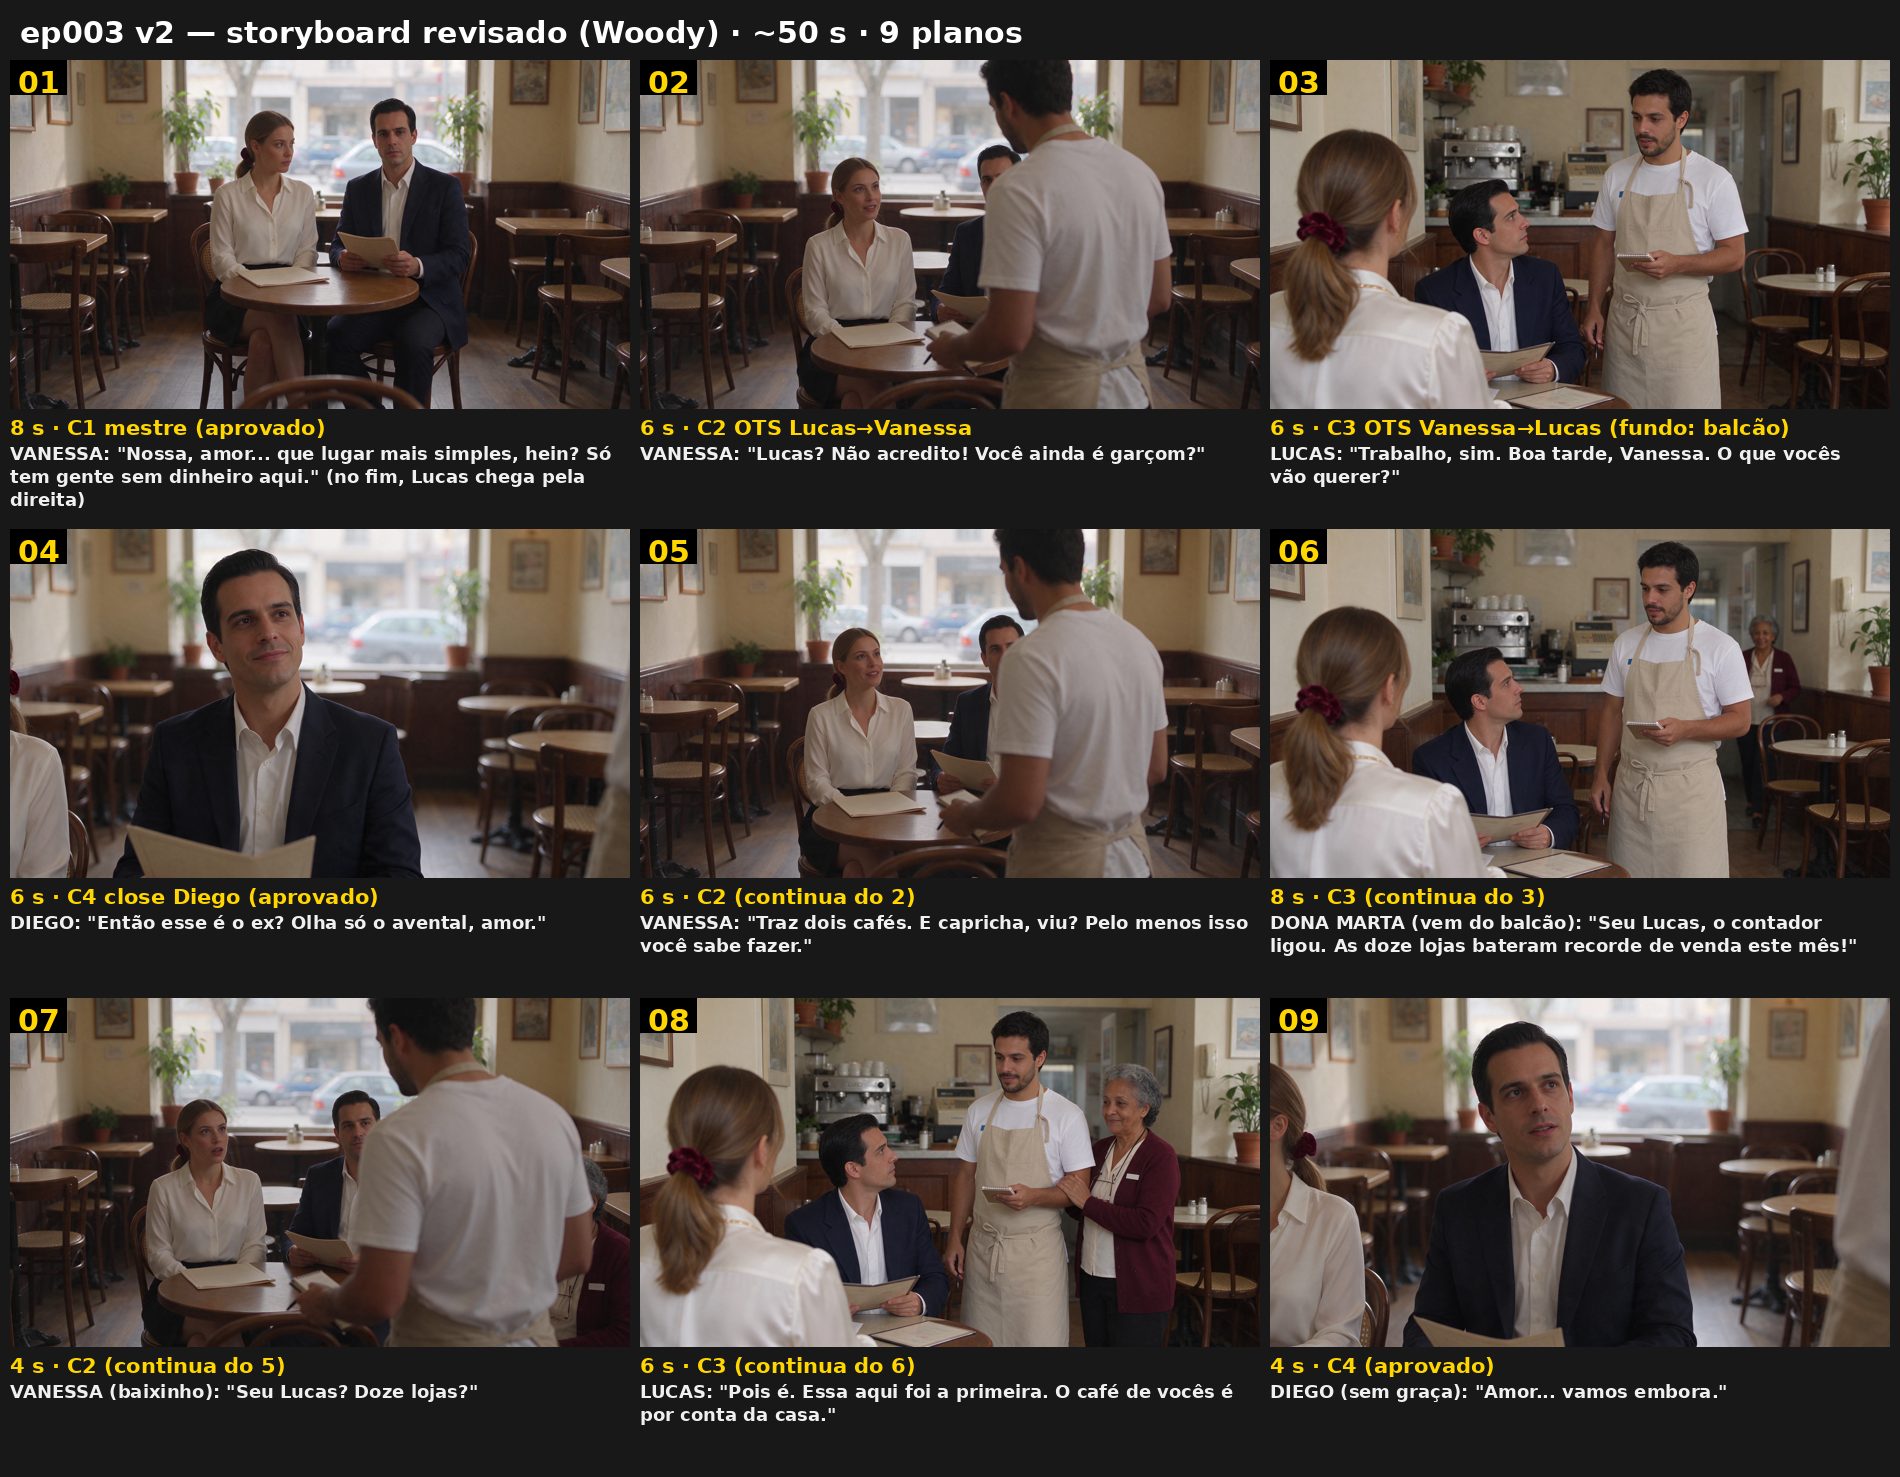 ep003 v2 — storyboard revisado (Woody) · ~50 s · 9 planos
01
02
03
8 s · C1 mestre (aprovado)
VANESSA: "Nossa, amor... que lugar mais simples, hein? Só
tem gente sem dinheiro aqui." (no fim, Lucas chega pela
direita)
6 s · C2 OTS Lucas→Vanessa
VANESSA: "Lucas? Não acredito! Você ainda é garçom?"
6 s · C3 OTS Vanessa→Lucas (fundo: balcão)
LUCAS: "Trabalho, sim. Boa tarde, Vanessa. O que vocês
vão querer?"
04
05
06
6 s · C4 close Diego (aprovado)
DIEGO: "Então esse é o ex? Olha só o avental, amor."
6 s · C2 (continua do 2)
VANESSA: "Traz dois cafés. E capricha, viu? Pelo menos isso
você sabe fazer."
8 s · C3 (continua do 3)
DONA MARTA (vem do balcão): "Seu Lucas, o contador
ligou. As doze lojas bateram recorde de venda este mês!"
07
08
09
4 s · C2 (continua do 5)
VANESSA (baixinho): "Seu Lucas? Doze lojas?"
6 s · C3 (continua do 6)
LUCAS: "Pois é. Essa aqui foi a primeira. O café de vocês é
por conta da casa."
4 s · C4 (aprovado)
DIEGO (sem graça): "Amor... vamos embora."